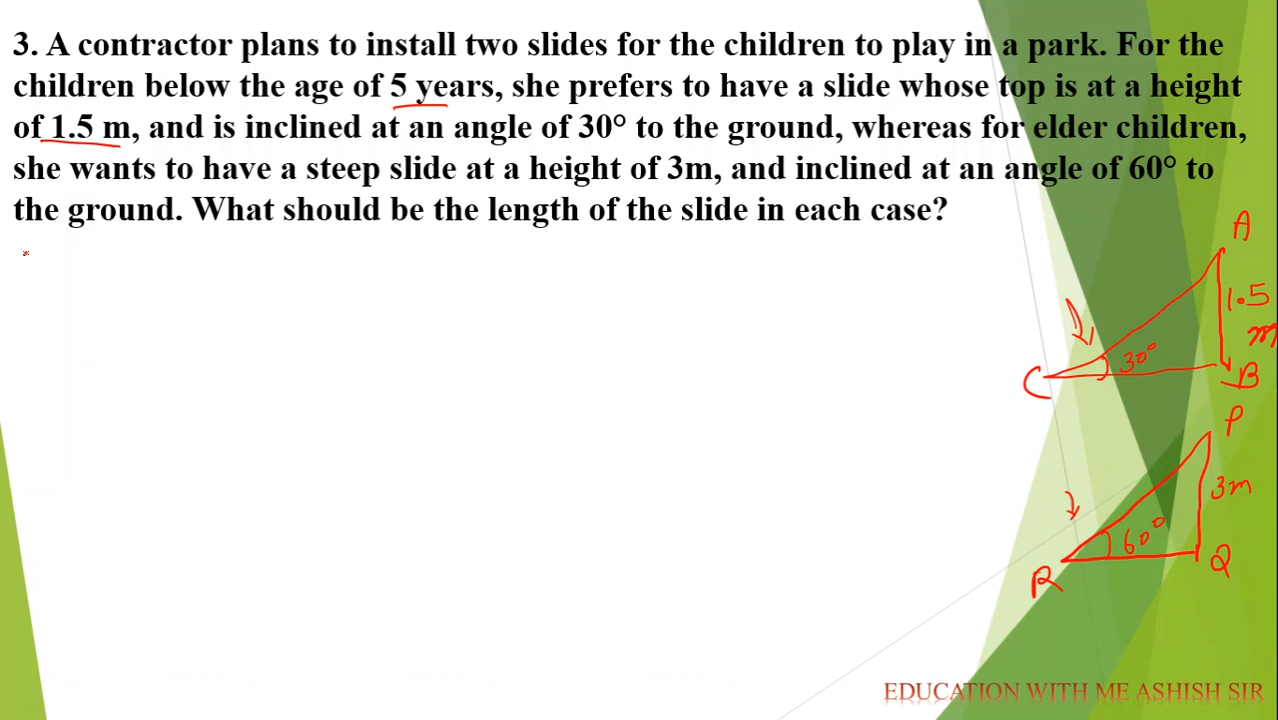 3. A contractor plans to install two slides for the children to play in a park. For the
children below the age of 5 years, she prefers to have a slide whose top is at a height
of 1.5 m, and is inclined at an angle of 30° to the ground, whereas for elder children,
she wants to have a steep slide at a height of 3m, and inclined at an angle of 60° to
the ground. What should be the length of the slide in each case?
A
1.5
m
30°
C
B
P
3m
60°
Q
R
EDUCATION WITH ME ASHISH SIR